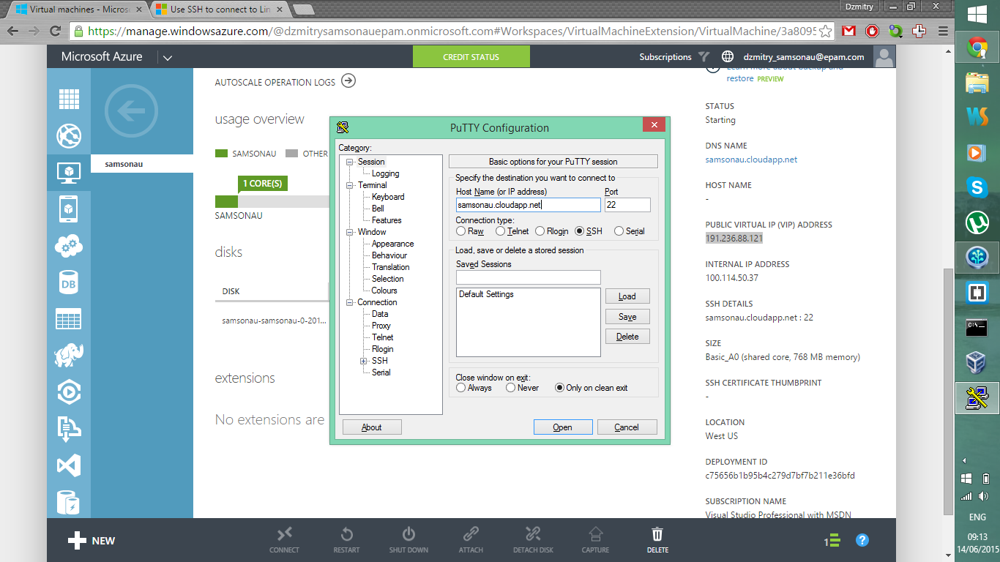 Virtual machines - Micros
Use SSH to connect to Lin
Dzmitry
https://manage.windowsazure.com/@dzmitrysamsonauepam.onmicrosoft.com#Workspaces/VirtualMachineExtension/VirtualMachine/3a8095
Microsoft Azure
CREDIT STATUS
Subscriptions
dzmitry_samsonau@epam.com
samsonau
AUTOSCALE OPERATION LOGS
usage overview
SAMSONAU
OTHER
1 CORE(S)
SAMSONAU
disks
DISK
samsonau-samsonau-0-201...
extensions
No extensions are
PuTTY Configuration
Category:
Session
Logging
Terminal
Keyboard
Bell
Features
Window
Appearance
Behaviour
Translation
Selection
Colours
Connection
Data
Proxy
Telnet
Rlogin
SSH
Serial
Basic options for your PuTTY session
Specify the destination you want to connect to
Host Name (or IP address)
Port
samsonau.cloudapp.net
22
Connection type:
Raw
Telnet
Rlogin
SSH
Serial
Load, save or delete a stored session
Saved Sessions
Default Settings
Load
Save
Delete
Close window on exit:
Always
Never
Only on clean exit
About
Open
Cancel
Learn more about backup and
restore PREVIEW
STATUS
Starting
DNS NAME
samsonau.cloudapp.net
HOST NAME
-
PUBLIC VIRTUAL IP (VIP) ADDRESS
191.236.88.121
INTERNAL IP ADDRESS
100.114.50.37
SSH DETAILS
samsonau.cloudapp.net : 22
SIZE
Basic_A0 (shared core, 768 MB memory)
SSH CERTIFICATE THUMBPRINT
-
LOCATION
West US
DEPLOYMENT ID
c75656b1b95b4c279d7bf7b211e36bfd
SUBSCRIPTION NAME
Visual Studio Professional with MSDN
NEW
CONNECT
RESTART
SHUT DOWN
ATTACH
DETACH DISK
CAPTURE
DELETE
1
?
DB
WS
C:\
ENG
09:13
14/06/2015